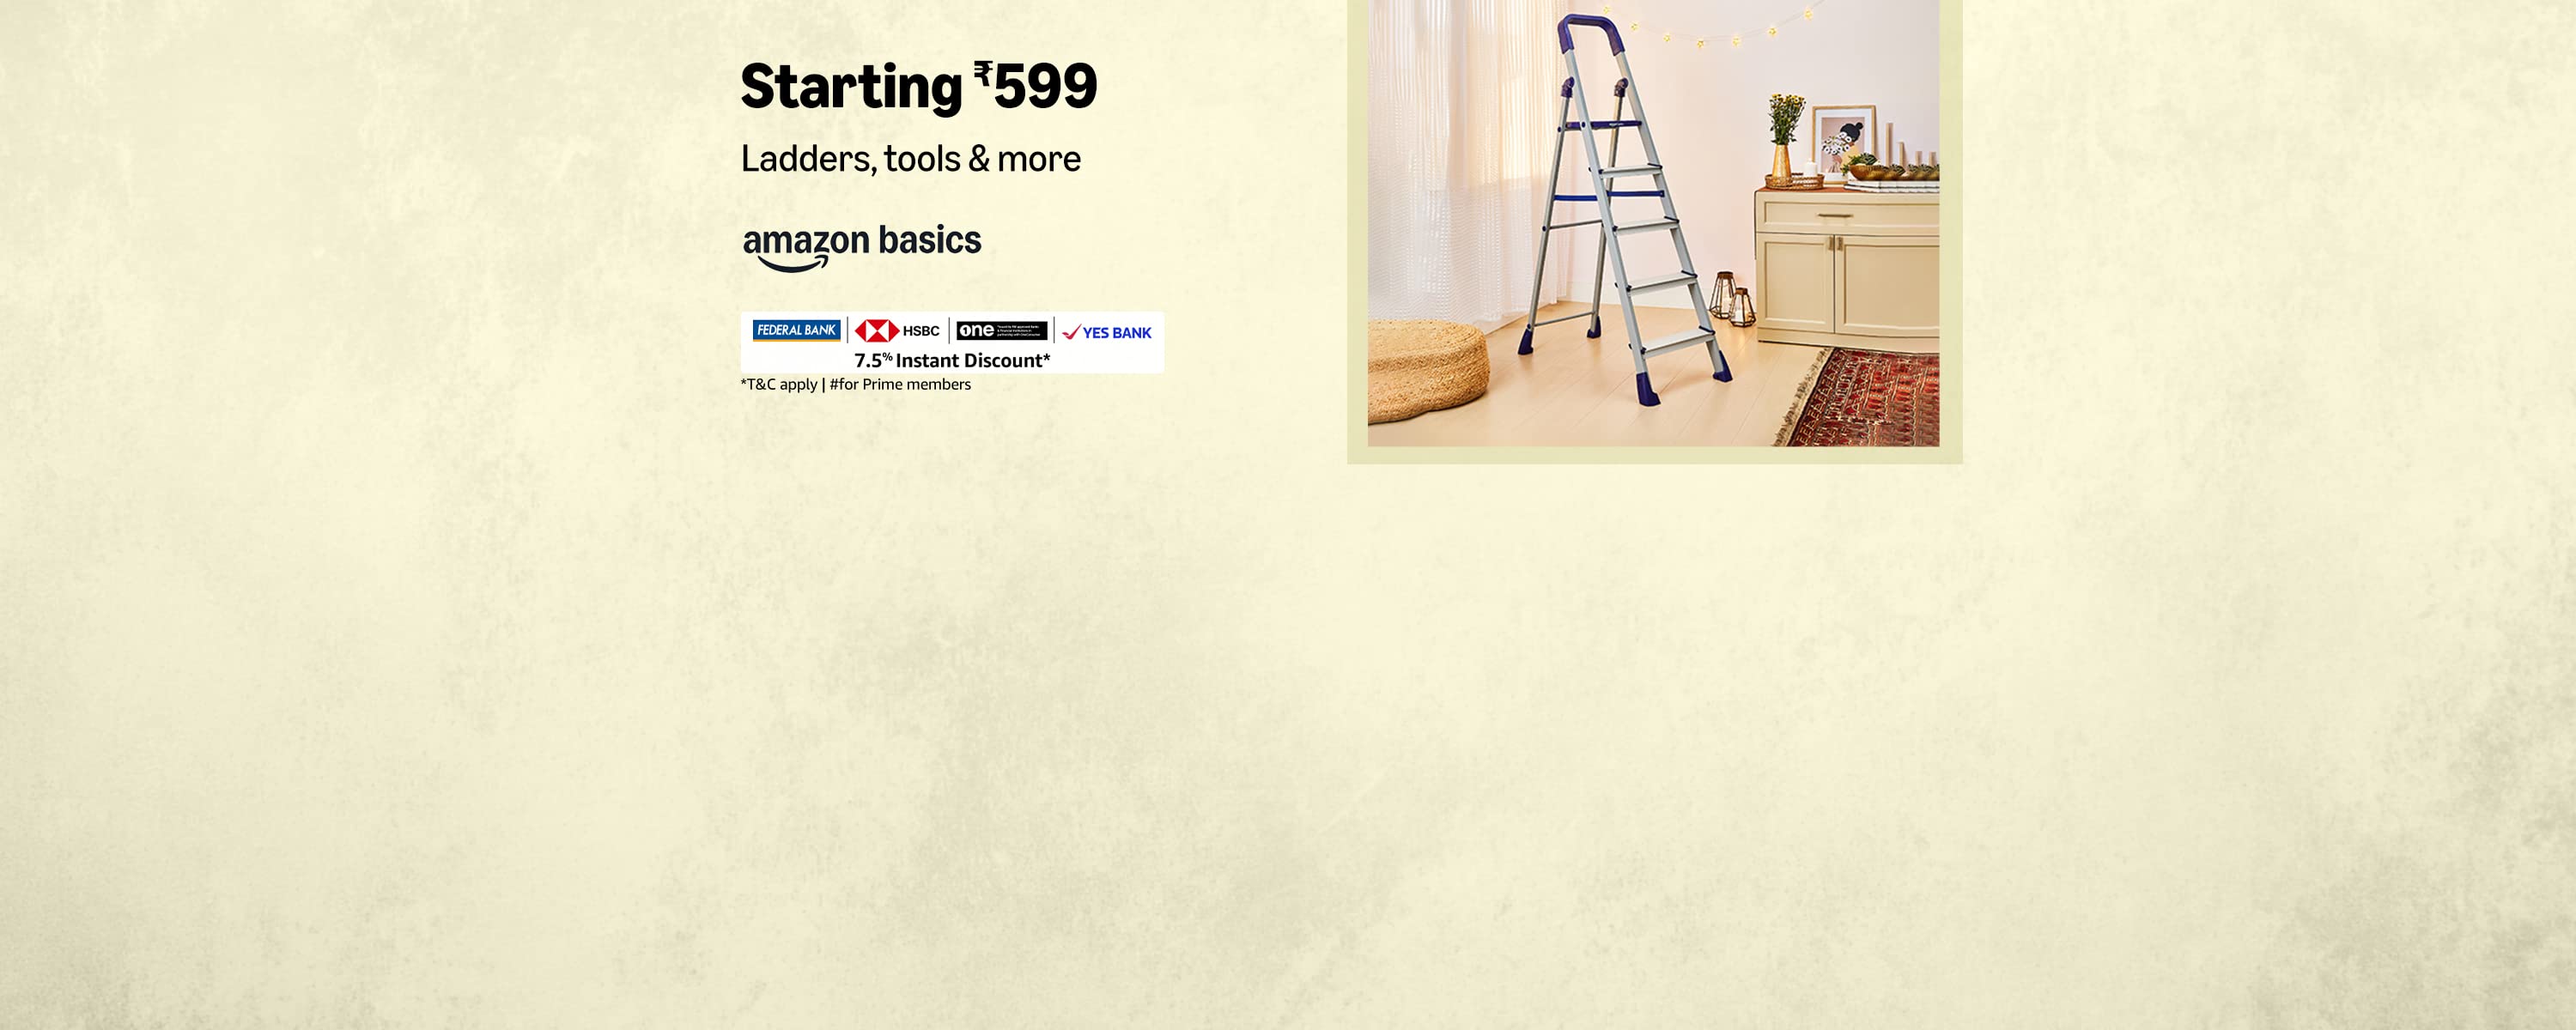 Starting ₹599
Ladders, tools & more
amazon basics
FEDERAL BANK | HSBC | one | YES BANK
7.5% Instant Discount*
*T&C apply | #for Prime members